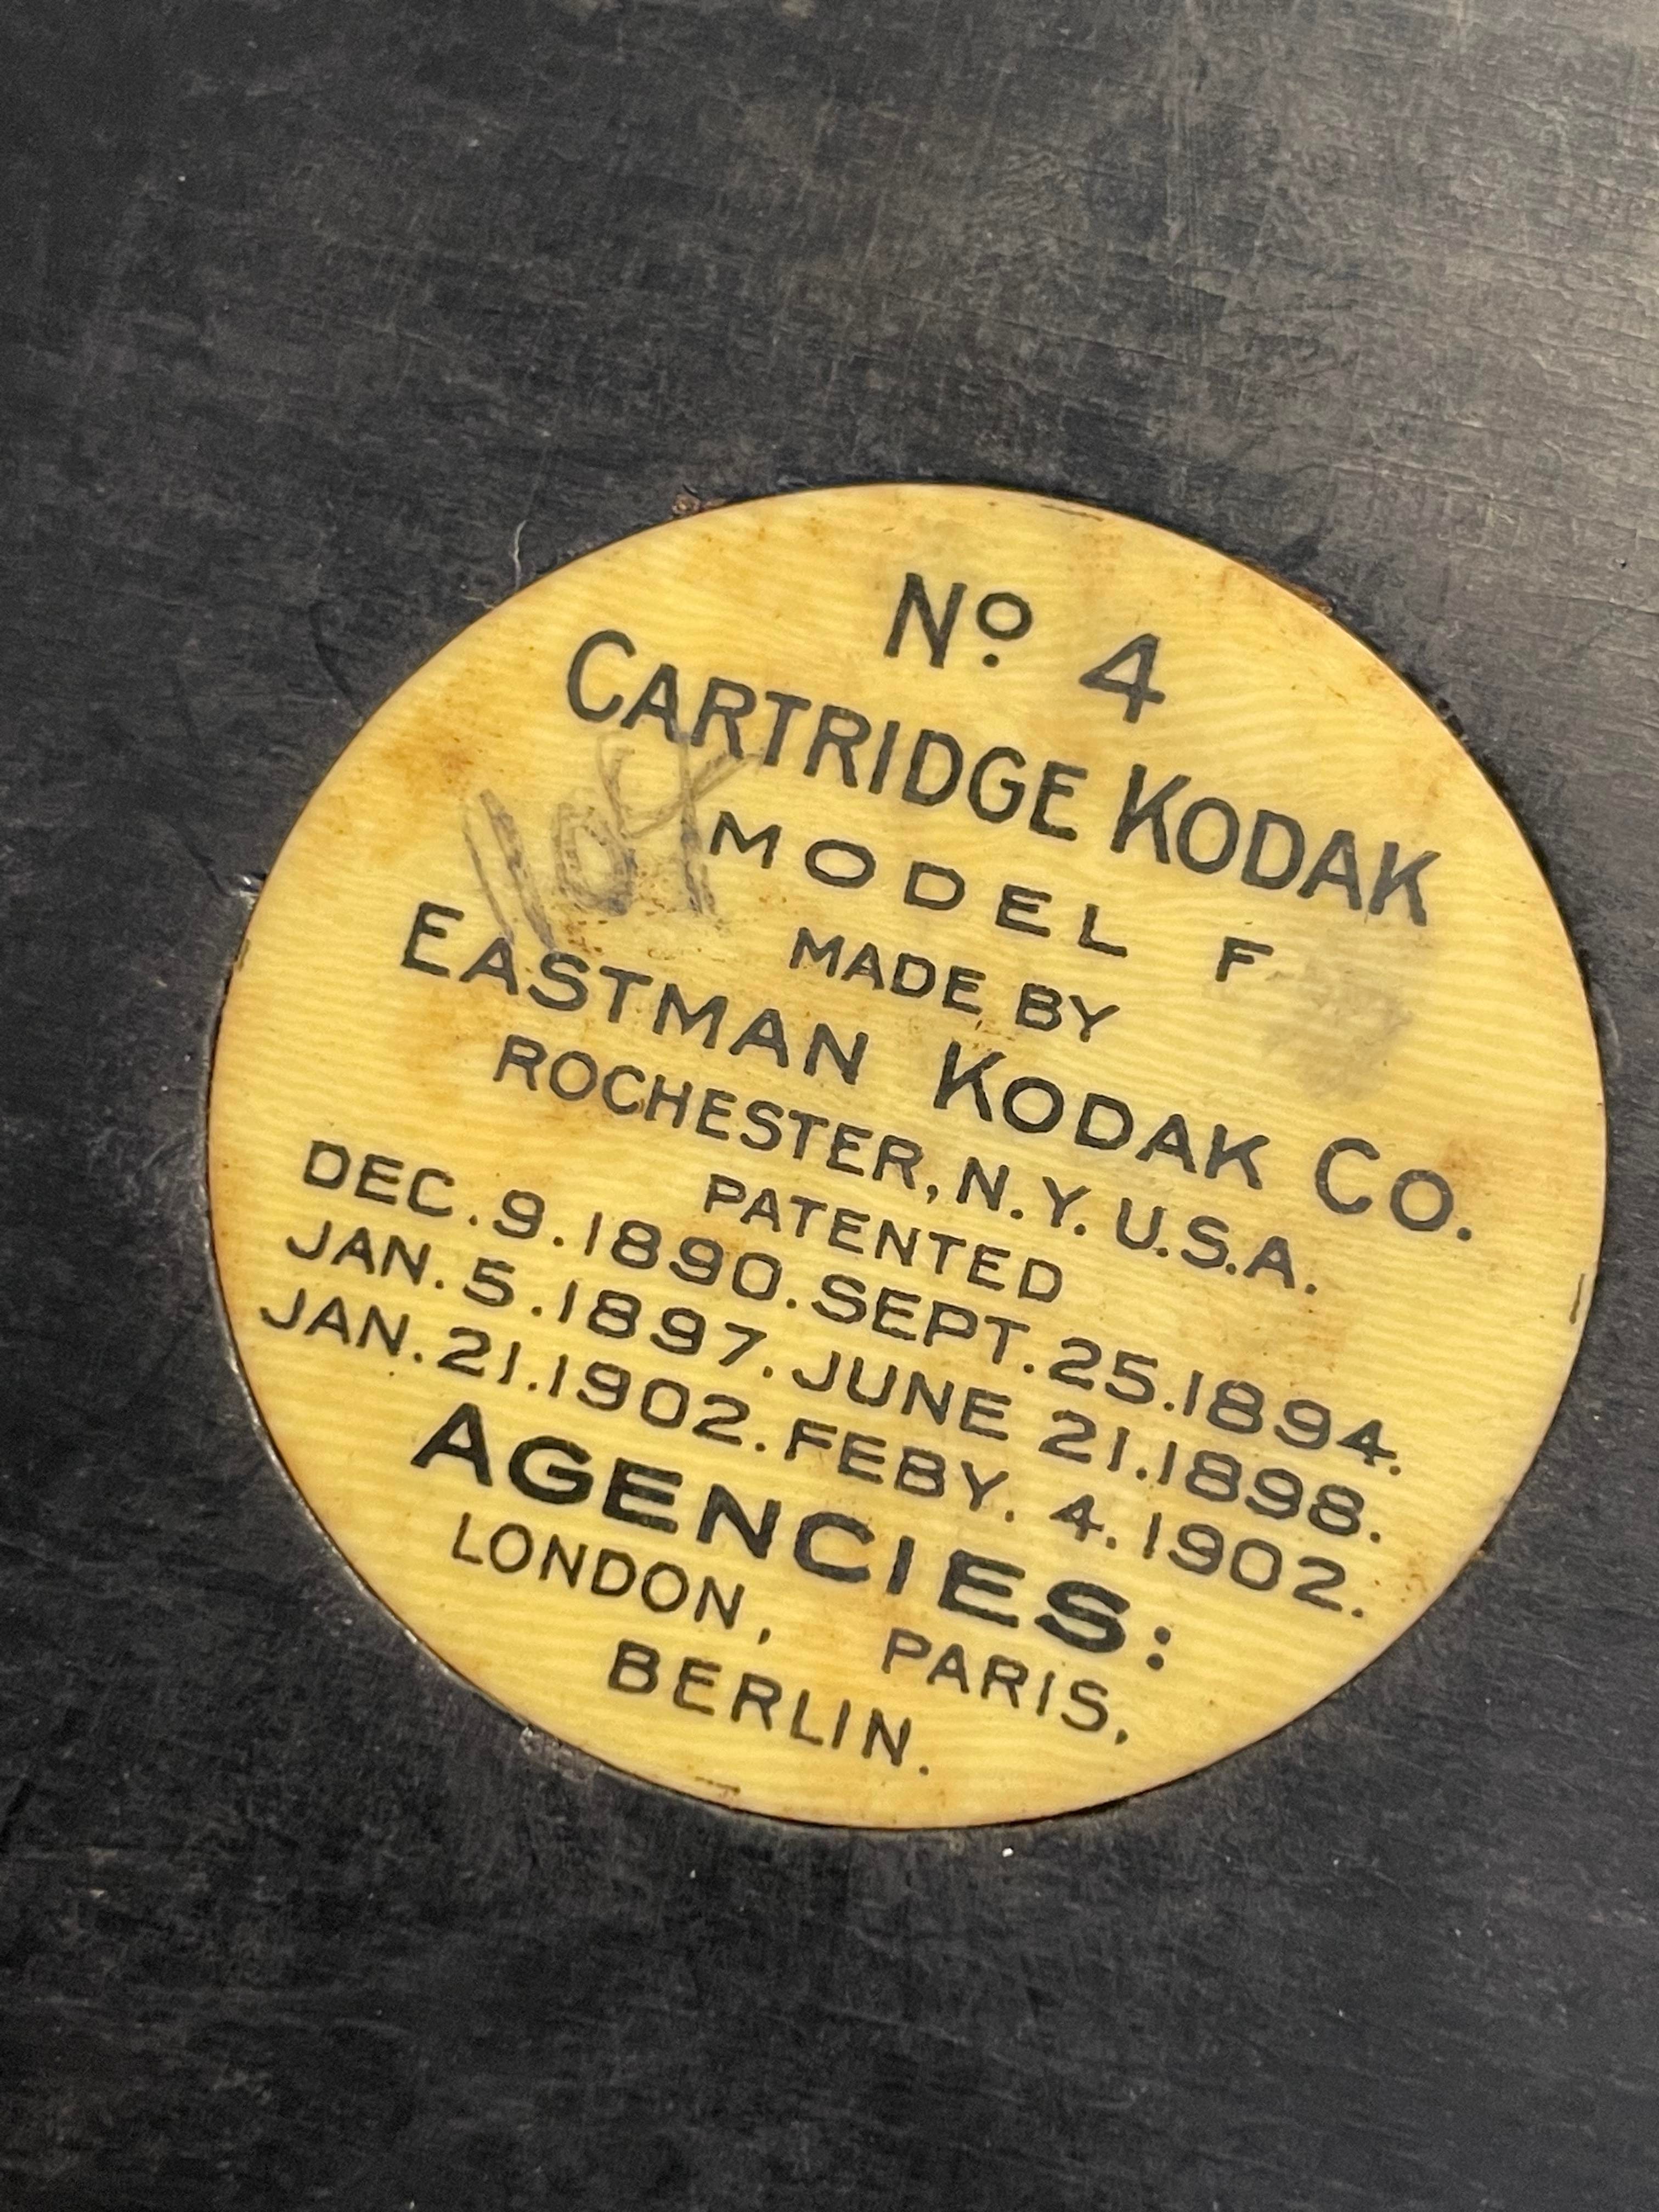 Nº 4
CARTRIDGE KODAK
MODEL F
MADE BY
EASTMAN KODAK CO.
ROCHESTER, N.Y. U.S.A.
PATENTED
DEC. 9. 1890. SEPT. 25. 1894.
JAN. 5. 1897. JUNE 21. 1898.
JAN. 21. 1902. FEBY. 4. 1902.
AGENCIES:
LONDON, PARIS,
BERLIN.